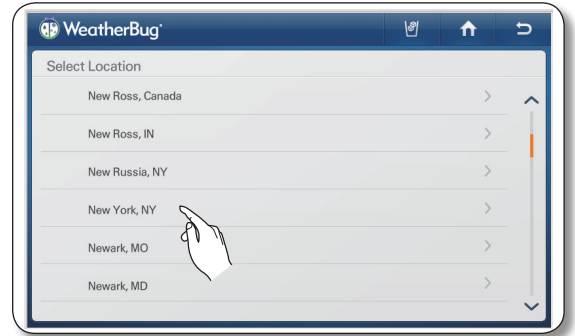 WeatherBug®
Select Location
New Ross, Canada
New Ross, IN
New Russia, NY
New York, NY
Newark, MO
Newark, MD